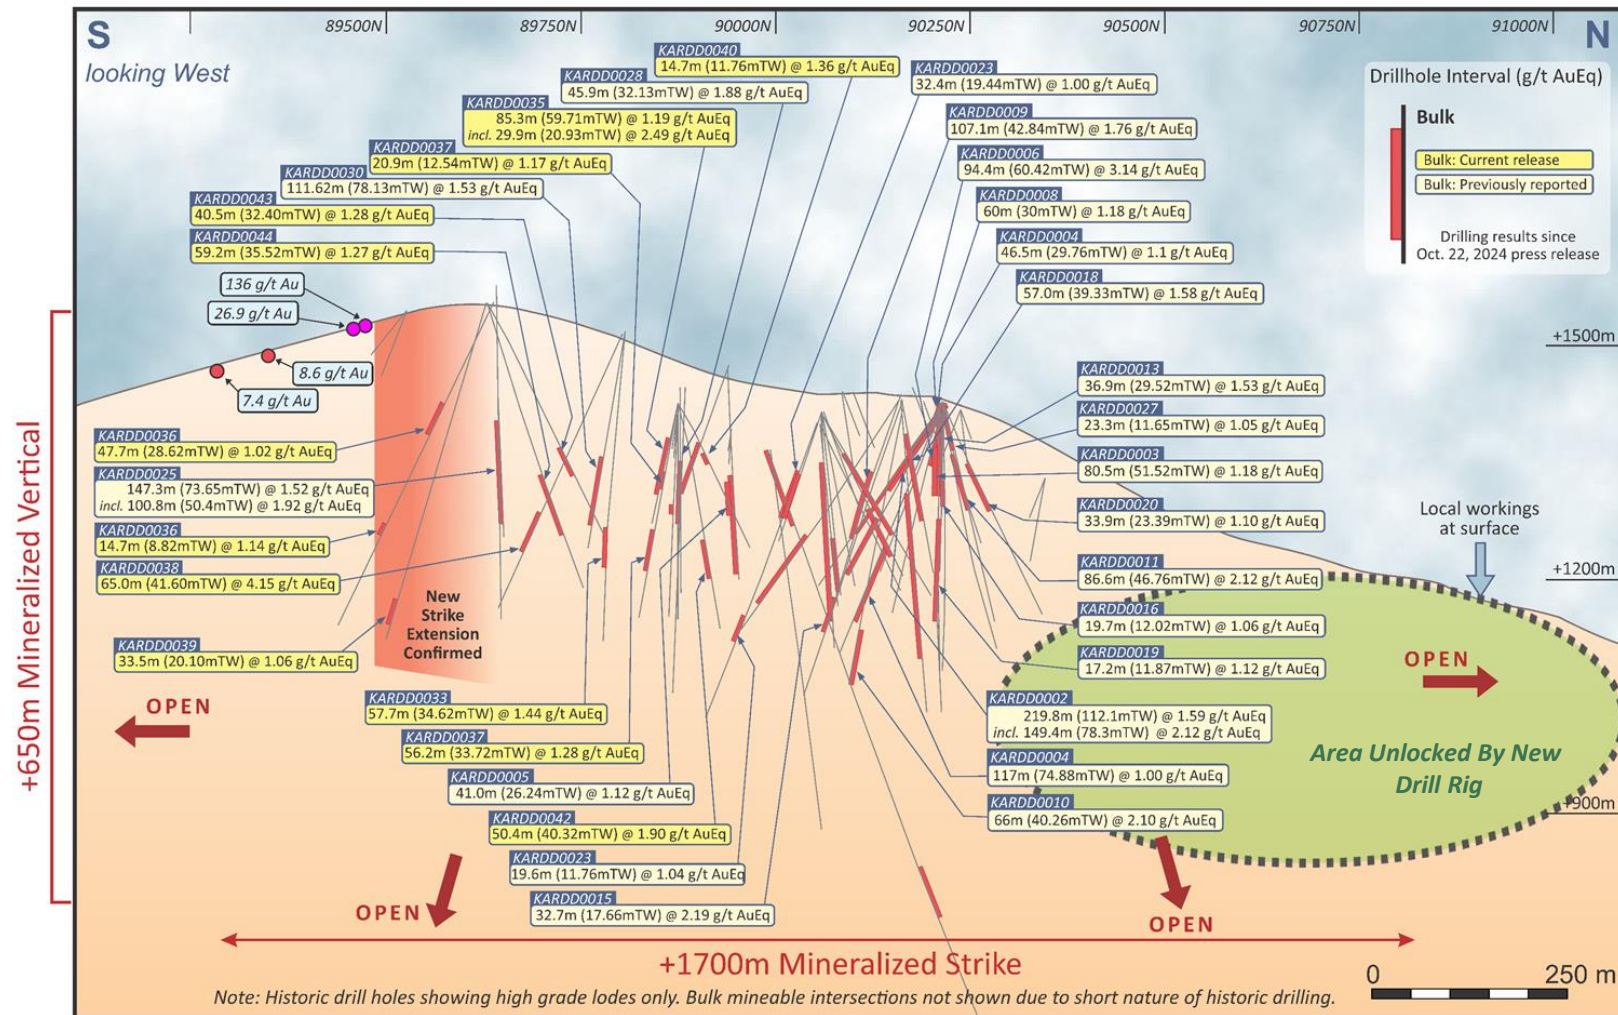 S
looking West
89500N
89750N
90000N
90250N
90500N
90750N
91000N
N
KARDD0040
14.7m (11.76mTW) @ 1.36 g/t AuEq
KARDD0028
45.9m (32.13mTW) @ 1.88 g/t AuEq
KARDD0035
85.3m (59.71mTW) @ 1.19 g/t AuEq
incl. 29.9m (20.93mTW) @ 2.49 g/t AuEq
KARDD0037
20.9m (12.54mTW) @ 1.17 g/t AuEq
KARDD0030
111.62m (78.13mTW) @ 1.53 g/t AuEq
KARDD0043
40.5m (32.40mTW) @ 1.28 g/t AuEq
KARDD0044
59.2m (35.52mTW) @ 1.27 g/t AuEq
136 g/t Au
26.9 g/t Au
8.6 g/t Au
7.4 g/t Au
KARDD0023
32.4m (19.44mTW) @ 1.00 g/t AuEq
KARDD0009
107.1m (42.84mTW) @ 1.76 g/t AuEq
KARDD0006
94.4m (60.42mTW) @ 3.14 g/t AuEq
KARDD0008
60m (30mTW) @ 1.18 g/t AuEq
KARDD0004
46.5m (29.76mTW) @ 1.1 g/t AuEq
KARDD0018
57.0m (39.33mTW) @ 1.58 g/t AuEq
Drillhole Interval (g/t AuEq)
Bulk
Bulk: Current release
Bulk: Previously reported
Drilling results since
Oct. 22, 2024 press release
+1500m
+1200m
+900m
KARDD0013
36.9m (29.52mTW) @ 1.53 g/t AuEq
KARDD0027
23.3m (11.65mTW) @ 1.05 g/t AuEq
KARDD0003
80.5m (51.52mTW) @ 1.18 g/t AuEq
KARDD0020
33.9m (23.39mTW) @ 1.10 g/t AuEq
KARDD0011
86.6m (46.76mTW) @ 2.12 g/t AuEq
KARDD0016
19.7m (12.02mTW) @ 1.06 g/t AuEq
KARDD0019
17.2m (11.87mTW) @ 1.12 g/t AuEq
KARDD0002
219.8m (112.1mTW) @ 1.59 g/t AuEq
incl. 149.4m (78.3mTW) @ 2.12 g/t AuEq
KARDD0004
117m (74.88mTW) @ 1.00 g/t AuEq
KARDD0010
66m (40.26mTW) @ 2.10 g/t AuEq
Local workings
at surface
OPEN
Area Unlocked By New
Drill Rig
KARDD0036
47.7m (28.62mTW) @ 1.02 g/t AuEq
KARDD0025
147.3m (73.65mTW) @ 1.52 g/t AuEq
incl. 100.8m (50.4mTW) @ 1.92 g/t AuEq
KARDD0036
14.7m (8.82mTW) @ 1.14 g/t AuEq
KARDD0038
65.0m (41.60mTW) @ 4.15 g/t AuEq
KARDD0039
33.5m (20.10mTW) @ 1.06 g/t AuEq
New
Strike
Extension
Confirmed
OPEN
KARDD0033
57.7m (34.62mTW) @ 1.44 g/t AuEq
KARDD0037
56.2m (33.72mTW) @ 1.28 g/t AuEq
KARDD0005
41.0m (26.24mTW) @ 1.12 g/t AuEq
KARDD0042
50.4m (40.32mTW) @ 1.90 g/t AuEq
KARDD0023
19.6m (11.76mTW) @ 1.04 g/t AuEq
KARDD0015
32.7m (17.66mTW) @ 2.19 g/t AuEq
OPEN
OPEN
+650m Mineralized Vertical
+1700m Mineralized Strike
0 250 m
Note: Historic drill holes showing high grade lodes only. Bulk mineable intersections not shown due to short nature of historic drilling.